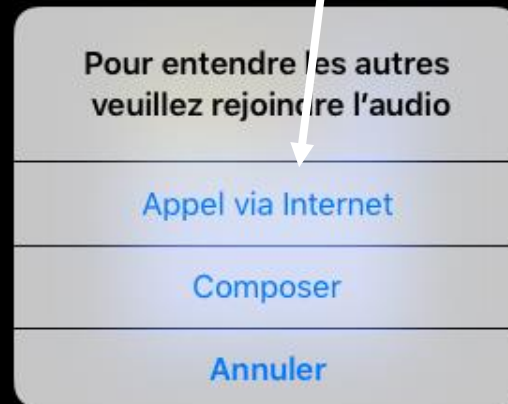 Pour entendre les autres
veuillez rejoindre l’audio
Appel via Internet
Composer
Annuler